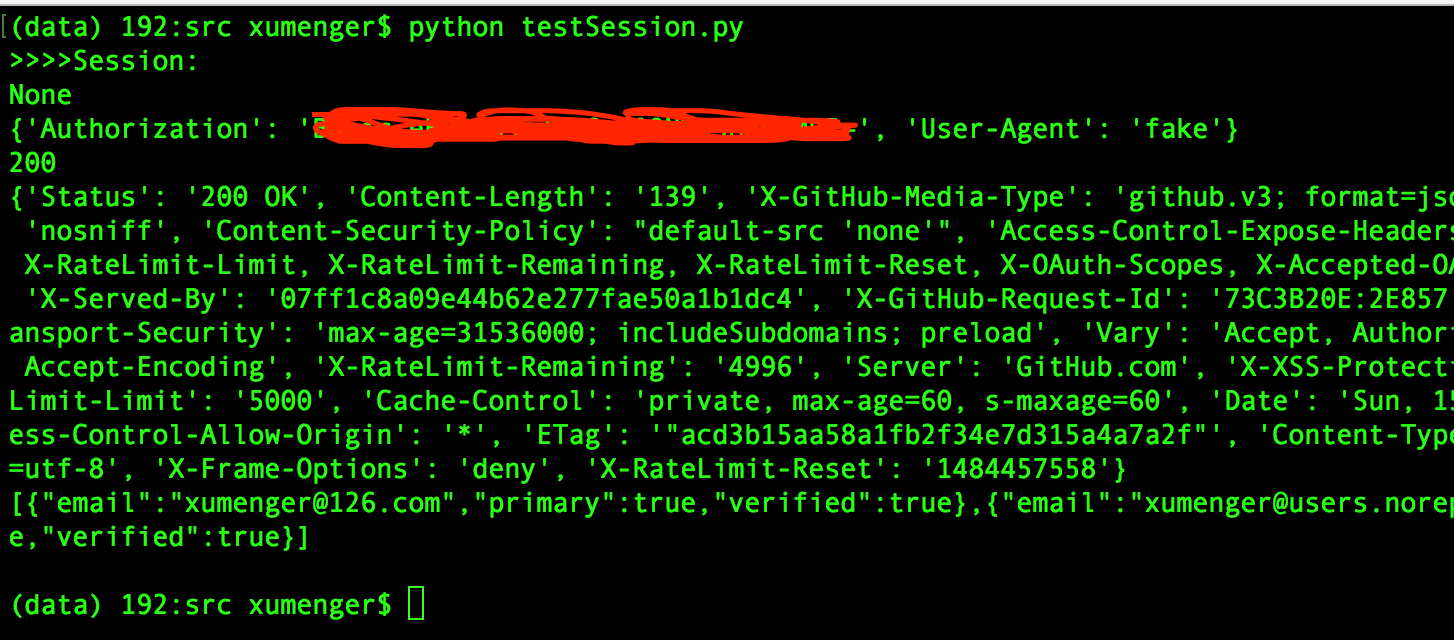 [(data) 192:src xumenger$ python testSession.py
>>>>Session:
None
{'Authorization': ' ', 'User-Agent': 'fake'}
200
{'Status': '200 OK', 'Content-Length': '139', 'X-GitHub-Media-Type': 'github.v3; format=jso
'nosniff', 'Content-Security-Policy': "default-src 'none'", 'Access-Control-Expose-Headers
X-RateLimit-Limit, X-RateLimit-Remaining, X-RateLimit-Reset, X-OAuth-Scopes, X-Accepted-OA
'X-Served-By': '07ff1c8a09e44b62e277fae50a1b1dc4', 'X-GitHub-Request-Id': '73C3B20E:2E857
ansport-Security': 'max-age=31536000; includeSubdomains; preload', 'Vary': 'Accept, Author
Accept-Encoding', 'X-RateLimit-Remaining': '4996', 'Server': 'GitHub.com', 'X-XSS-Protect
Limit-Limit': '5000', 'Cache-Control': 'private, max-age=60, s-maxage=60', 'Date': 'Sun, 15
ess-Control-Allow-Origin': '*', 'ETag': '"acd3b15aa58a1fb2f34e7d315a4a7a2f"', 'Content-Type
=utf-8', 'X-Frame-Options': 'deny', 'X-RateLimit-Reset': '1484457558'}
[{"email":"xumenger@126.com","primary":true,"verified":true},{"email":"xumenger@users.norep
e,"verified":true}]
(data) 192:src xumenger$